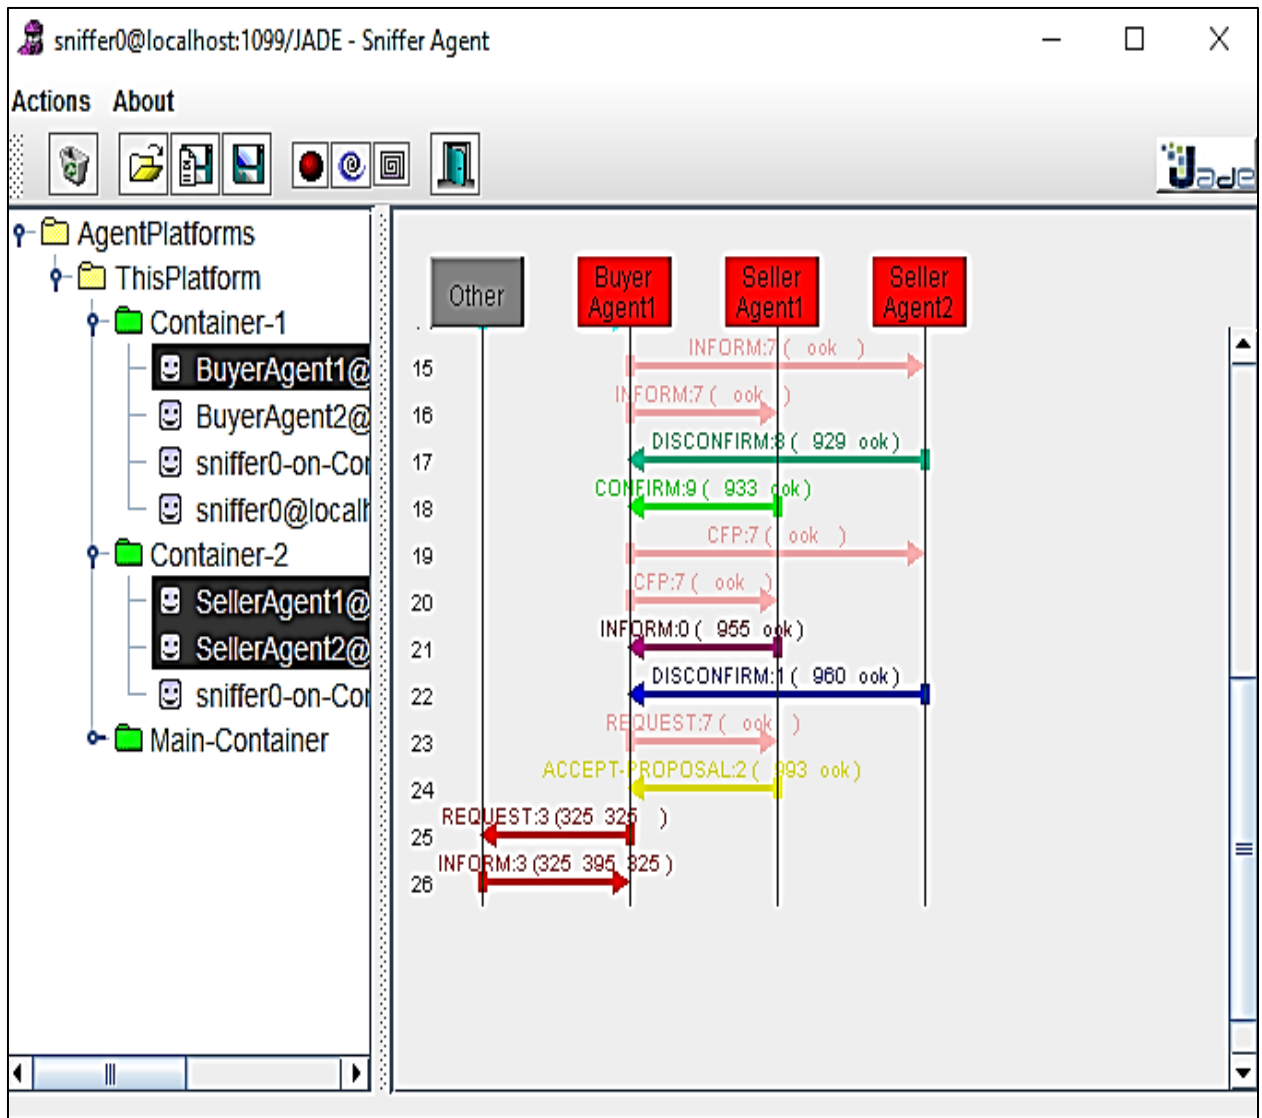 sniffer0@localhost:1099/JADE - Sniffer Agent
Actions About
Jade
AgentPlatforms
ThisPlatform
Container-1
BuyerAgent1@
BuyerAgent2@
sniffer0-on-Con
sniffer0@localh
Container-2
SellerAgent1@
SellerAgent2@
sniffer0-on-Con
Main-Container
Other
Buyer
Agent1
Seller
Agent1
Seller
Agent2
15 INFORM:7 ( ook )
16 INFORM:7 ( ook )
17 DISCONFIRM:8 ( 929 ook )
18 CONFIRM:9 ( 933 ook )
19 CFP:7 ( ook )
20 CFP:7 ( ook )
21 INFORM:0 ( 955 ook )
22 DISCONFIRM:1 ( 960 ook )
23 REQUEST:7 ( ook )
24 ACCEPT-PROPOSAL:2 ( 993 ook )
25 REQUEST:3 (325 325 )
26 INFORM:3 (325 395 325 )